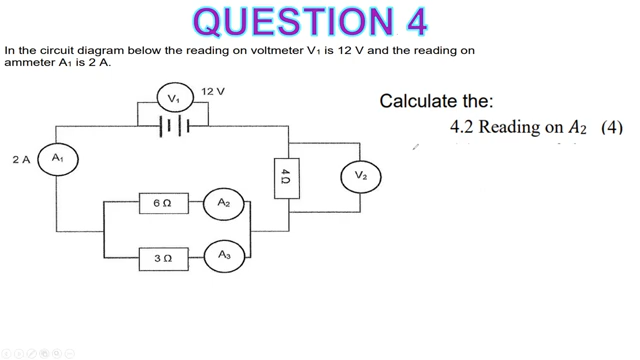 QUESTION 4
In the circuit diagram below the reading on voltmeter V₁ is 12 V and the reading on
ammeter A₁ is 2 A.
V₁
12 V
Calculate the:
4.2 Reading on A₂ (4)
2 A
A₁
4 Ω
V₂
6 Ω
A₂
3 Ω
A₃